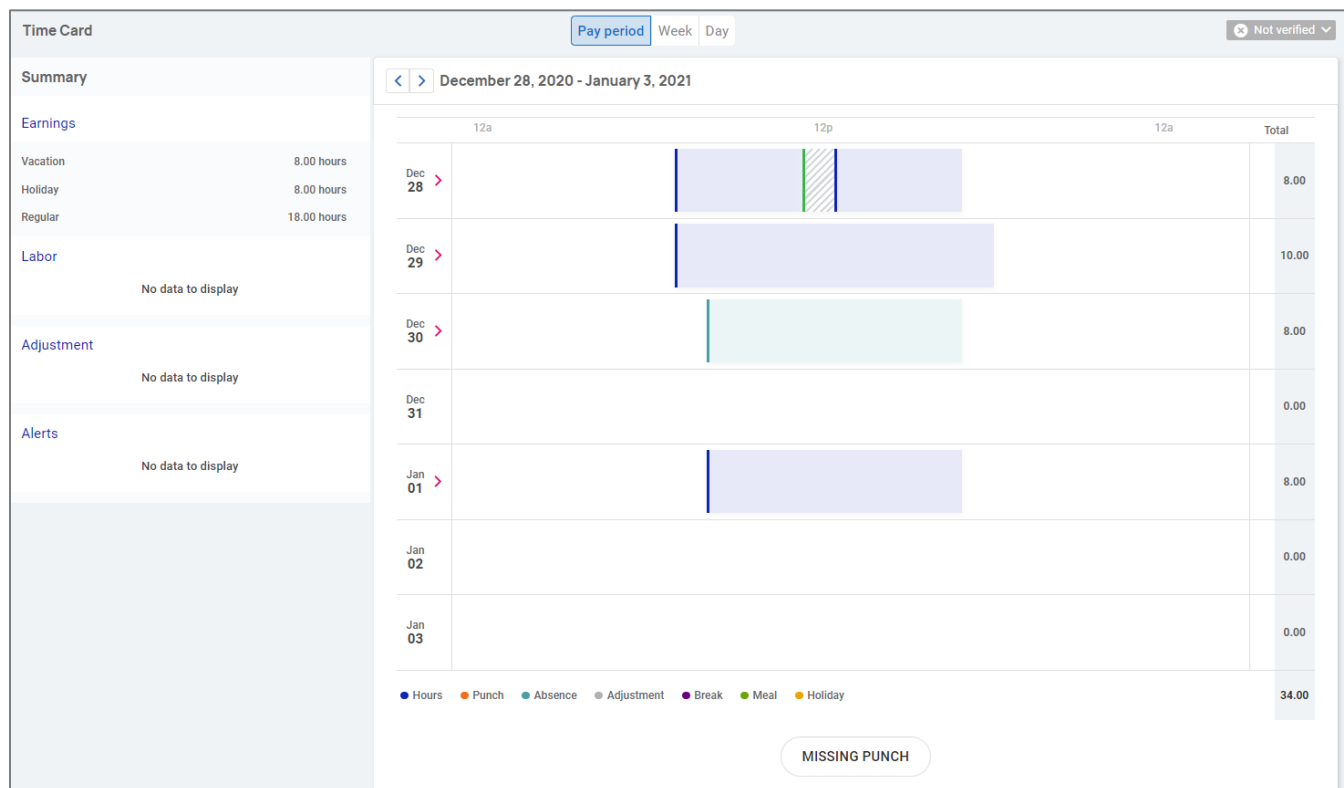 Time Card
Pay period Week Day
Not verified
Summary
December 28, 2020 - January 3, 2021
Earnings
Vacation 8.00 hours
Holiday 8.00 hours
Regular 18.00 hours
Labor
No data to display
Adjustment
No data to display
Alerts
No data to display
12a 12p 12a Total
Dec
28 8.00
Dec
29 10.00
Dec
30 8.00
Dec
31 0.00
Jan
01 8.00
Jan
02 0.00
Jan
03 0.00
Hours Punch Absence Adjustment Break Meal Holiday 34.00
MISSING PUNCH